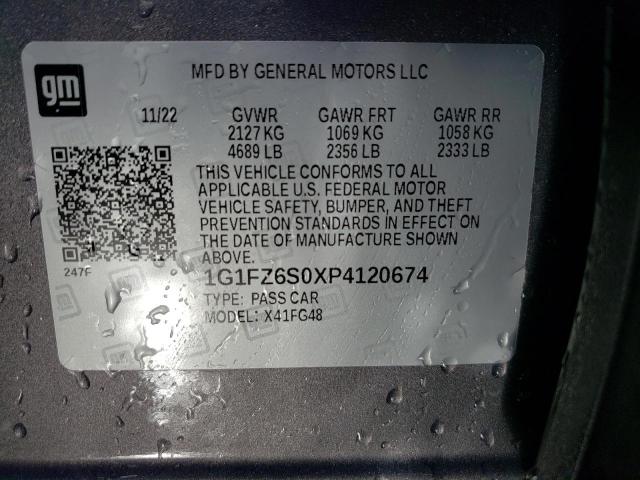 gm
MFD BY GENERAL MOTORS LLC
11/22 GVWR GAWR FRT GAWR RR
2127 KG 1069 KG 1058 KG
4689 LB 2356 LB 2333 LB
THIS VEHICLE CONFORMS TO ALL
APPLICABLE U.S. FEDERAL MOTOR
VEHICLE SAFETY, BUMPER, AND THEFT
PREVENTION STANDARDS IN EFFECT ON
THE DATE OF MANUFACTURE SHOWN
ABOVE.
247F
1G1FZ6S0XP4120674
TYPE: PASS CAR
MODEL: X41FG48